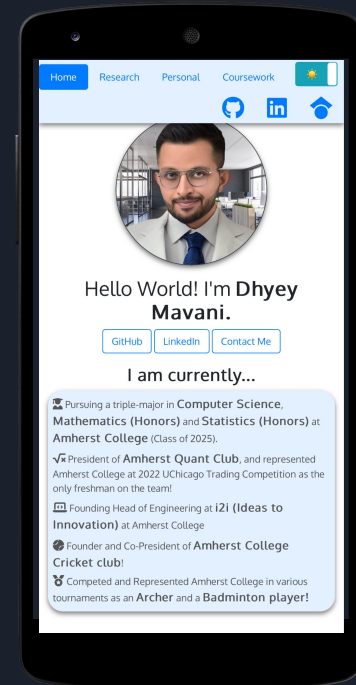 Home Research Personal Coursework
in
Hello World! I'm Dhyey
Mavani.
GitHub LinkedIn Contact Me
I am currently...
Pursuing a triple-major in Computer Science,
Mathematics (Honors) and Statistics (Honors) at
Amherst College (Class of 2025).
President of Amherst Quant Club, and represented
Amherst College at 2022 UChicago Trading Competition as the
only freshman on the team!
Founding Head of Engineering at i2i (Ideas to
Innovation) at Amherst College
Founder and Co-President of Amherst College
Cricket club!
Competed and Represented Amherst College in various
tournaments as an Archer and a Badminton player!